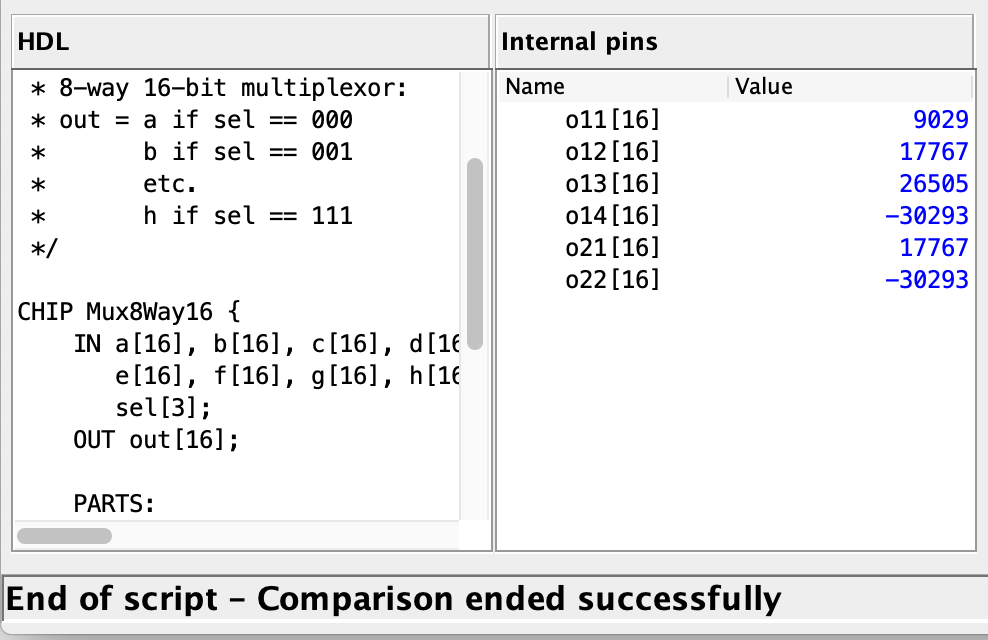 HDL
* 8-way 16-bit multiplexor:
* out = a if sel == 000
*       b if sel == 001
*       etc.
*       h if sel == 111
*/
CHIP Mux8Way16 {
    IN a[16], b[16], c[16], d[16
       e[16], f[16], g[16], h[16
       sel[3];
    OUT out[16];
    PARTS:
Internal pins
Name Value
o11[16] 9029
o12[16] 17767
o13[16] 26505
o14[16] -30293
o21[16] 17767
o22[16] -30293
End of script - Comparison ended successfully